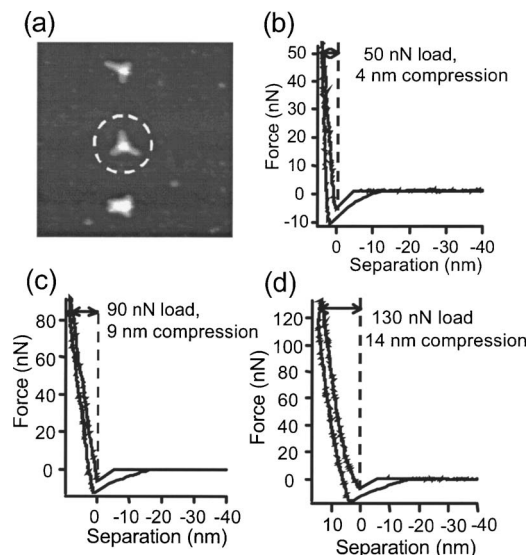 (a)
(b)
50 nN load,
4 nm compression
Force (nN)
50
40
30
20
10
0
-10
0 -10 -20 -30 -40
Separation (nm)
(c)
90 nN load,
9 nm compression
Force (nN)
80
60
40
20
0
0 -10 -20 -30 -40
Separation (nm)
(d)
130 nN load
14 nm compression
Force (nN)
120
100
80
60
40
20
0
10 0 -10 -20 -30 -40
Separation (nm)